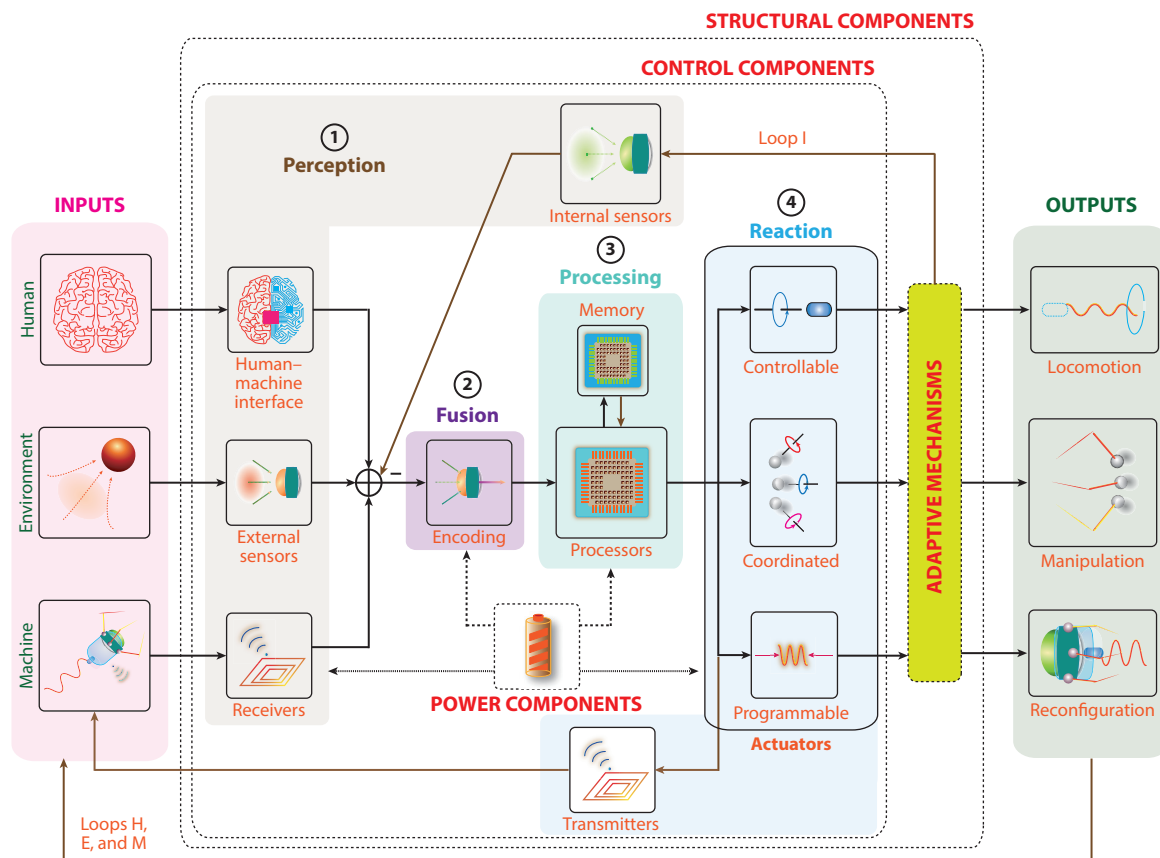 STRUCTURAL COMPONENTS
CONTROL COMPONENTS
1
Perception
Loop I
Internal sensors
INPUTS
4
Reaction
OUTPUTS
3
Processing
Human
Human–
machine
interface
Memory
Controllable
Locomotion
2
Fusion
–
Environment
External
sensors
Encoding
Processors
Coordinated
ADAPTIVE MECHANISMS
Manipulation
Machine
Receivers
POWER COMPONENTS
Programmable
Reconfiguration
Actuators
Transmitters
Loops H,
E, and M